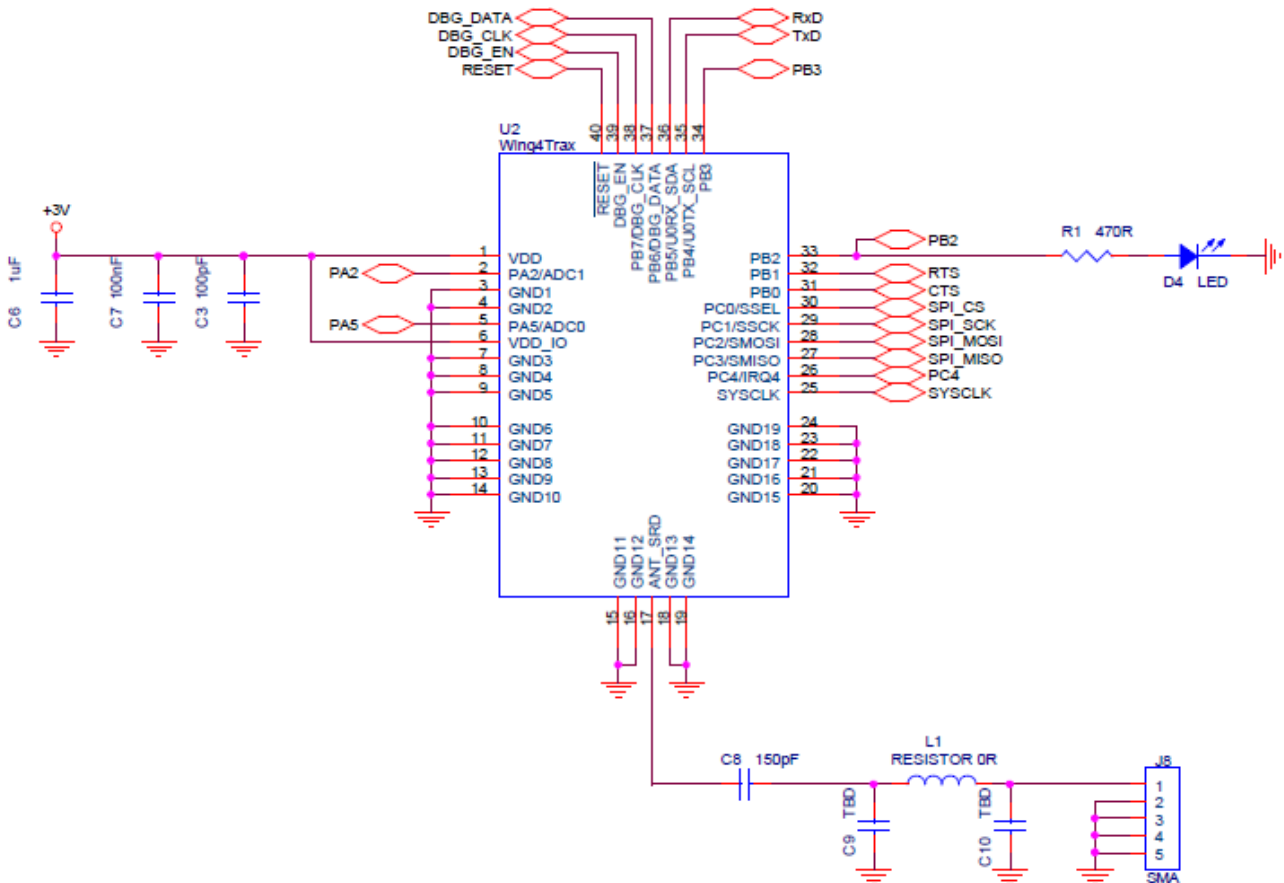 DBG_DATA
DBG_CLK
DBG_EN
RESET
RxD
TxD
PB3
U2
Winq4Trax
40
39
38
37
36
35
34
RESET
DBG_EN
PB7/DBG_CLK
PB6/DBG_DATA
PB5/U0RX_SDA
PB4/U0TX_SCL
PB3
+3V
C6 1uF
C7 100nF
C3 100pF
PA2
PA5
1 VDD
2 PA2/ADC1
3 GND1
4 GND2
5 PA5/ADC0
6 VDD_IO
7 GND3
8 GND4
9 GND5
10 GND6
11 GND7
12 GND8
13 GND9
14 GND10
PB2 33
PB1 32
PB0 31
PC0/SSEL 30
PC1/SSCK 29
PC2/SMOSI 28
PC3/SMISO 27
PC4/IRQ4 26
SYSCLK 25
GND19 24
GND18 23
GND17 22
GND16 21
GND15 20
PB2
RTS
CTS
SPI_CS
SPI_SCK
SPI_MOSI
SPI_MISO
PC4
SYSCLK
R1 470R
D4 LED
GND11
GND12
ANT_SRD
GND13
GND14
15
16
17
18
19
C8 150pF
L1
RESISTOR 0R
C9 TBD
C10 TBD
J8
1
2
3
4
5
SMA